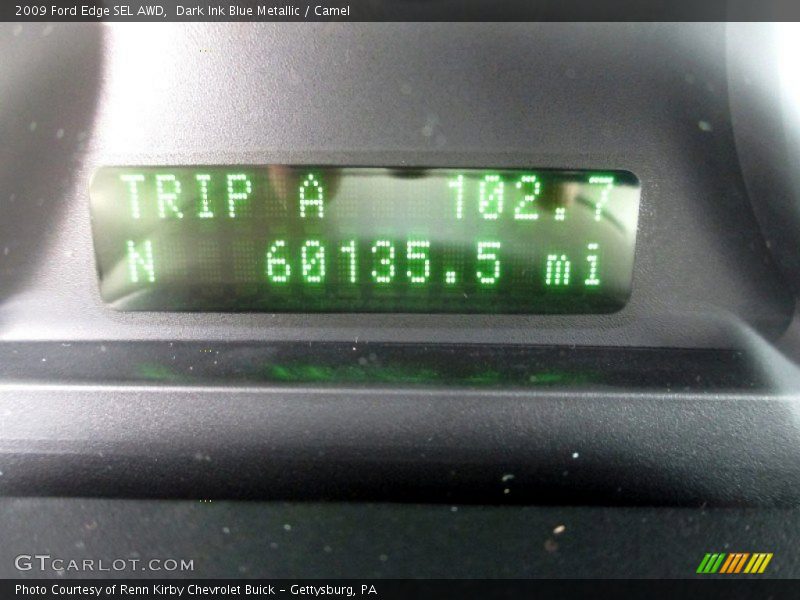 2009 Ford Edge SEL AWD,  Dark Ink Blue Metallic / Camel
TRIP A 102.7
N 60135.5 mi
GTCARLOT.COM
Photo Courtesy of Renn Kirby Chevrolet Buick - Gettysburg, PA